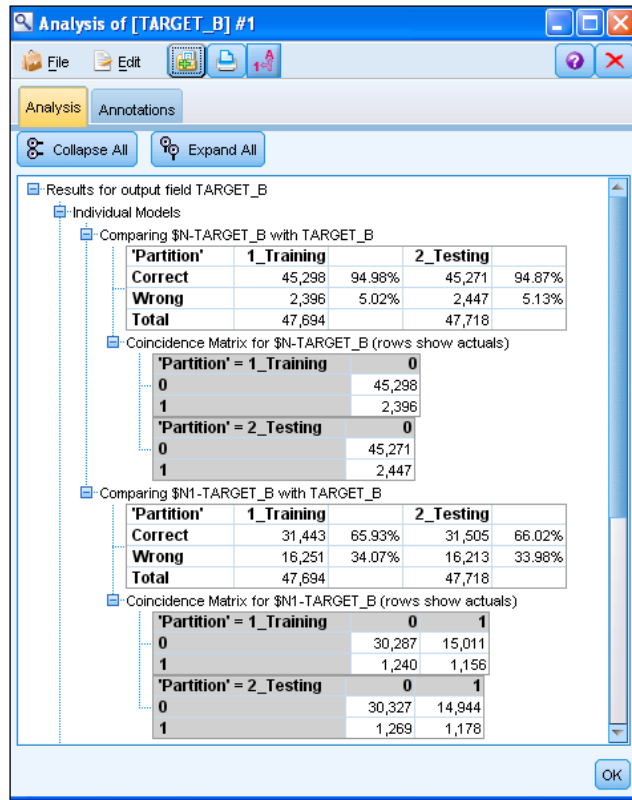 Analysis of [TARGET_B] #1
File Edit
Analysis Annotations
Collapse All Expand All
Results for output field TARGET_B
Individual Models
Comparing $N-TARGET_B with TARGET_B
'Partition' 1_Training 2_Testing
Correct 45,298 94.98% 45,271 94.87%
Wrong 2,396 5.02% 2,447 5.13%
Total 47,694 47,718
Coincidence Matrix for $N-TARGET_B (rows show actuals)
'Partition' = 1_Training 0
0 45,298
1 2,396
'Partition' = 2_Testing 0
0 45,271
1 2,447
Comparing $N1-TARGET_B with TARGET_B
'Partition' 1_Training 2_Testing
Correct 31,443 65.93% 31,505 66.02%
Wrong 16,251 34.07% 16,213 33.98%
Total 47,694 47,718
Coincidence Matrix for $N1-TARGET_B (rows show actuals)
'Partition' = 1_Training 0 1
0 30,287 15,011
1 1,240 1,156
'Partition' = 2_Testing 0 1
0 30,327 14,944
1 1,269 1,178
OK